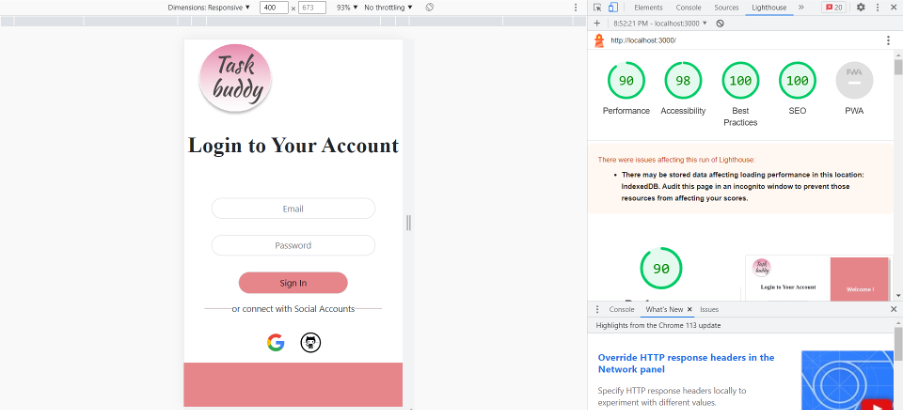 Dimensions: Responsive ▼ 400 × 673 93% ▼ No throttling ▼
Elements Console Sources Lighthouse » 20
+ 8:52:21 PM - localhost:3000 ▼
http://localhost:3000/
Task
buddy
Login to Your Account
Email
Password
Sign In
or connect with Social Accounts
90 98 100 100 PWA
Performance Accessibility Best Practices SEO PWA
There were issues affecting this run of Lighthouse:
• There may be stored data affecting loading performance in this location:
IndexedDB. Audit this page in an incognito window to prevent those
resources from affecting your scores.
90
Task
buddy
Login to Your Account
Welcome !
Console What's New × Issues
Highlights from the Chrome 113 update
Override HTTP response headers in the
Network panel
Specify HTTP response headers locally to
experiment with different values.